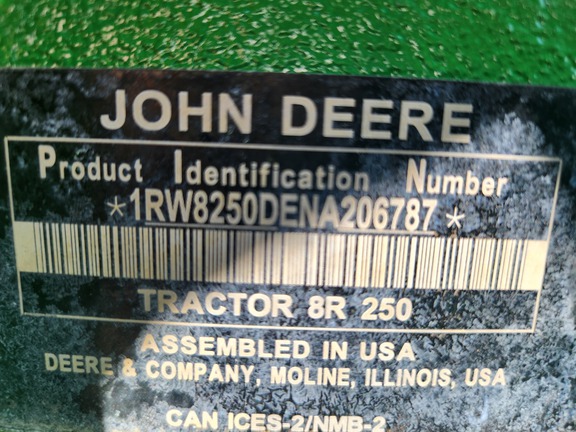 JOHN DEERE
Product Identification Number
*1RW8250DENA206787*
TRACTOR 8R 250
ASSEMBLED IN USA
DEERE & COMPANY, MOLINE, ILLINOIS, USA
CAN ICES-2/NMB-2